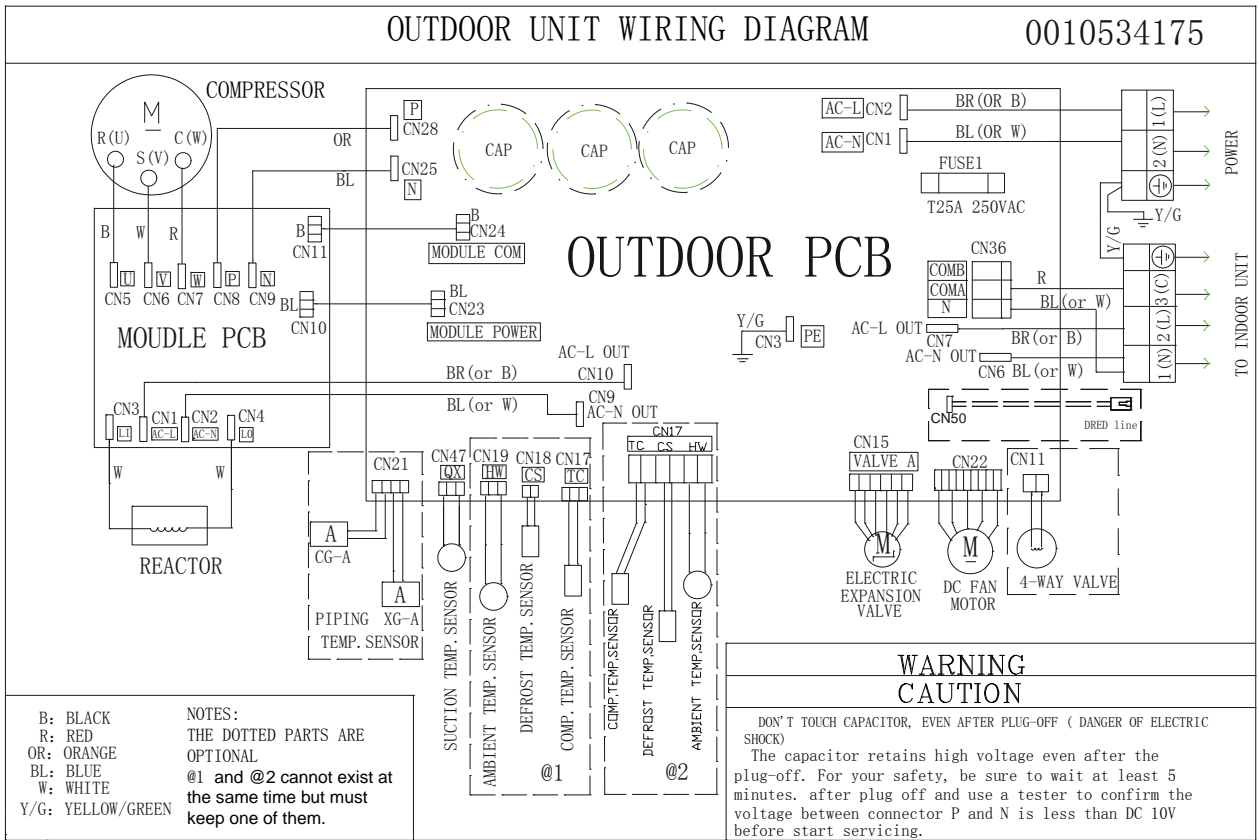 OUTDOOR UNIT WIRING DIAGRAM
0010534175
COMPRESSOR
M
R(U)
S(V)
C(W)
OR
BL
P
CN28
CN25
N
CAP
CAP
CAP
AC-L CN2
BR(OR B)
AC-N CN1
BL(OR W)
FUSE1
T25A 250VAC
1(L)
2(N)
POWER
Y/G
Y/G
B
W
R
U
V
W
P
N
CN5
CN6
CN7
CN8
CN9
MOUDLE PCB
B
CN11
B
CN24
MODULE COM
BL
CN10
BL
CN23
MODULE POWER
OUTDOOR PCB
Y/G
CN3
PE
CN36
COMB
COMA
N
R
BL(or W)
AC-L OUT
CN7
BR(or B)
AC-N OUT
CN6
BL(or W)
3(C)
2(L)
1(N)
TO INDOOR UNIT
AC-L OUT
BR(or B)
CN10
BL(or W)
CN9
AC-N OUT
CN3
LI
CN1
AC-L
CN2
AC-N
CN4
LO
W
W
REACTOR
CN50
DRED line
CN21
A
CG-A
A
XG-A
PIPING
TEMP.SENSOR
CN47
QX
SUCTION TEMP.SENSOR
CN19
HW
AMBIENT TEMP.SENSOR
CN18
CS
DEFROST TEMP.SENSOR
CN17
TC
COMP.TEMP.SENSOR
@1
CN17
TC CS HW
COMP,TEMP,SENSOR
DEFROST TEMP,SENSOR
AMBIENT TEMP,SENSOR
@2
CN15
VALVE A
M
ELECTRIC
EXPANSION
VALVE
CN22
M
DC FAN
MOTOR
CN11
4-WAY VALVE
B: BLACK
R: RED
OR: ORANGE
BL: BLUE
W: WHITE
Y/G: YELLOW/GREEN
NOTES:
THE DOTTED PARTS ARE
OPTIONAL
@1 and @2 cannot exist at
the same time but must
keep one of them.
WARNING
CAUTION
DON'T TOUCH CAPACITOR, EVEN AFTER PLUG-OFF ( DANGER OF ELECTRIC
SHOCK)
The capacitor retains high voltage even after the
plug-off. For your safety, be sure to wait at least 5
minutes. after plug off and use a tester to confirm the
voltage between connector P and N is less than DC 10V
before start servicing.